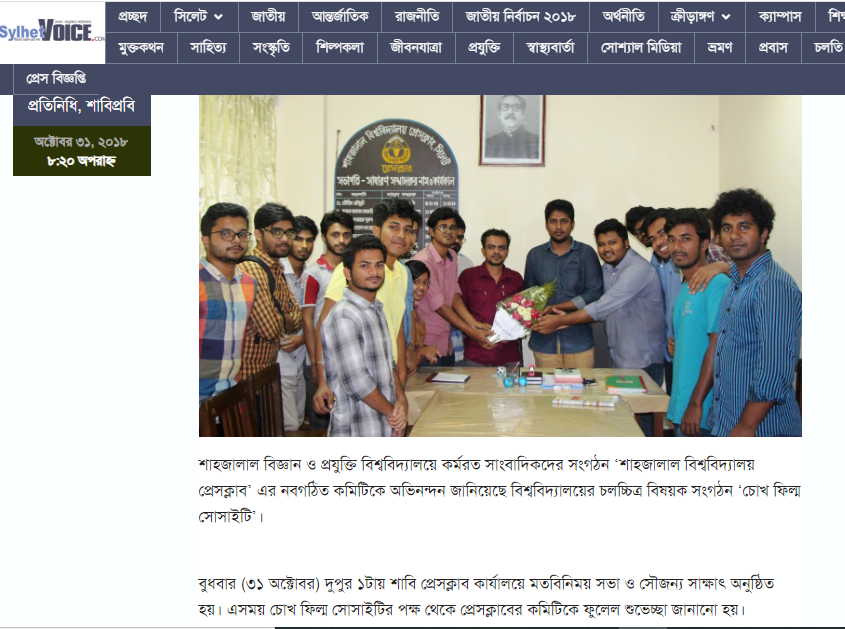 SylhetVOICE.COM
প্রচ্ছদ সিলেট জাতীয় আন্তর্জাতিক রাজনীতি জাতীয় নির্বাচন ২০১৮ অর্থনীতি ক্রীড়াঙ্গণ ক্যাম্পাস
মুক্তকথন সাহিত্য সংস্কৃতি শিল্পকলা জীবনযাত্রা প্রযুক্তি স্বাস্থ্যবার্তা সোশ্যাল মিডিয়া ভ্রমণ প্রবাস চলতি
প্রেস বিজ্ঞপ্তি
প্রতিনিধি, শাবিপ্রবি
অক্টোবর ৩১, ২০১৮
৮:২০ অপরাহ্ন
শাহজালাল বিশ্ববিদ্যালয় প্রেসক্লাব, সিলেট
প্রেসক্লাব
সভাপতি - সাধারণ সম্পাদকের নাম ও কার্যকাল
শাহজালাল বিজ্ঞান ও প্রযুক্তি বিশ্ববিদ্যালয়ে কর্মরত সাংবাদিকদের সংগঠন ‘শাহজালাল বিশ্ববিদ্যালয়
প্রেসক্লাব’ এর নবগঠিত কমিটিকে অভিনন্দন জানিয়েছে বিশ্ববিদ্যালয়ের চলচ্চিত্র বিষয়ক সংগঠন ‘চোখ ফিল্ম
সোসাইটি’।
বুধবার (৩১ অক্টোবর) দুপুর ১টায় শাবি প্রেসক্লাব কার্যালয়ে মতবিনিময় সভা ও সৌজন্য সাক্ষাৎ অনুষ্ঠিত
হয়। এসময় চোখ ফিল্ম সোসাইটির পক্ষ থেকে প্রেসক্লাবের কমিটিকে ফুলেল শুভেচ্ছা জানানো হয়।